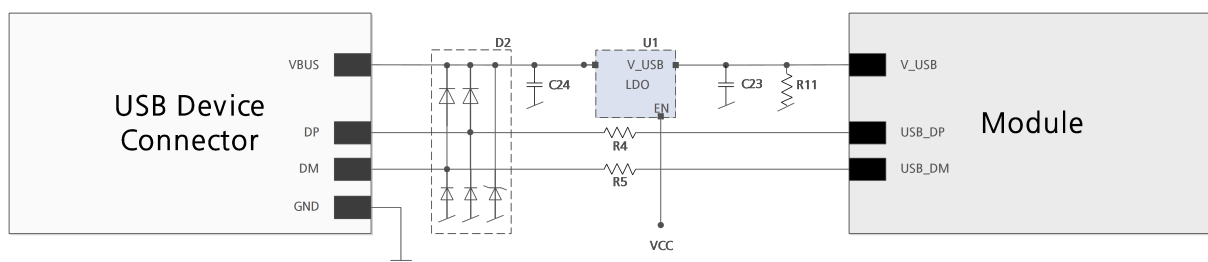 USB Device
Connector
VBUS
DP
DM
GND
D2
C24
U1
V_USB
LDO
EN
C23
R11
R4
R5
VCC
V_USB
USB_DP
USB_DM
Module